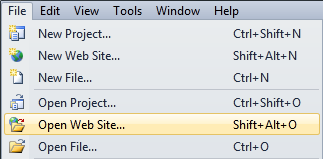 File Edit View Tools Window Help
New Project... Ctrl+Shift+N
New Web Site... Shift+Alt+N
New File... Ctrl+N
Open Project... Ctrl+Shift+O
Open Web Site... Shift+Alt+O
Open File... Ctrl+O